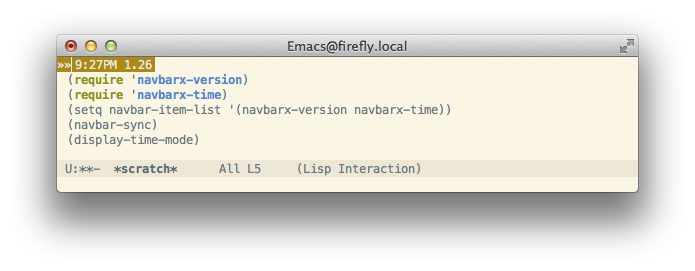 Emacs@firefly.local
»» 9:27PM 1.26
(require 'navbarx-version)
(require 'navbarx-time)
(setq navbar-item-list '(navbarx-version navbarx-time))
(navbar-sync)
(display-time-mode)
U:**- *scratch* All L5 (Lisp Interaction)